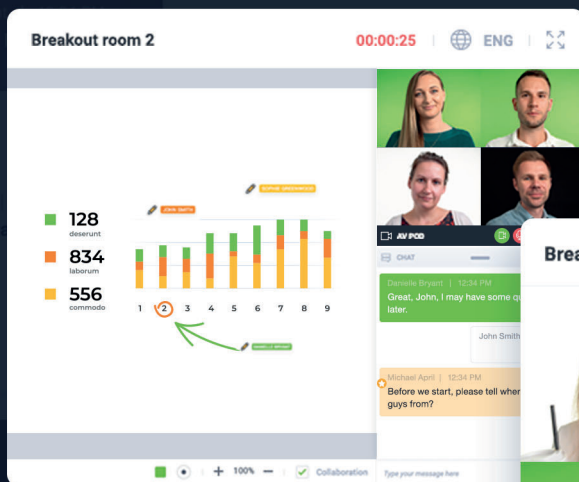 Breakout room 2
00:00:25
ENG
JOHN SMITH
128
deserunt
834
laborum
556
commodo
1 2 3 4 5 6 7 8 9
DANIELLE BRYANT
AV POD
CHAT
Danielle Bryant | 12:34 PM
Great, John, I may have some qu
later.
John Smith
Michael April | 12:34 PM
Before we start, please tell wher
guys from?
Brea
100%
Collaboration
Type your message here